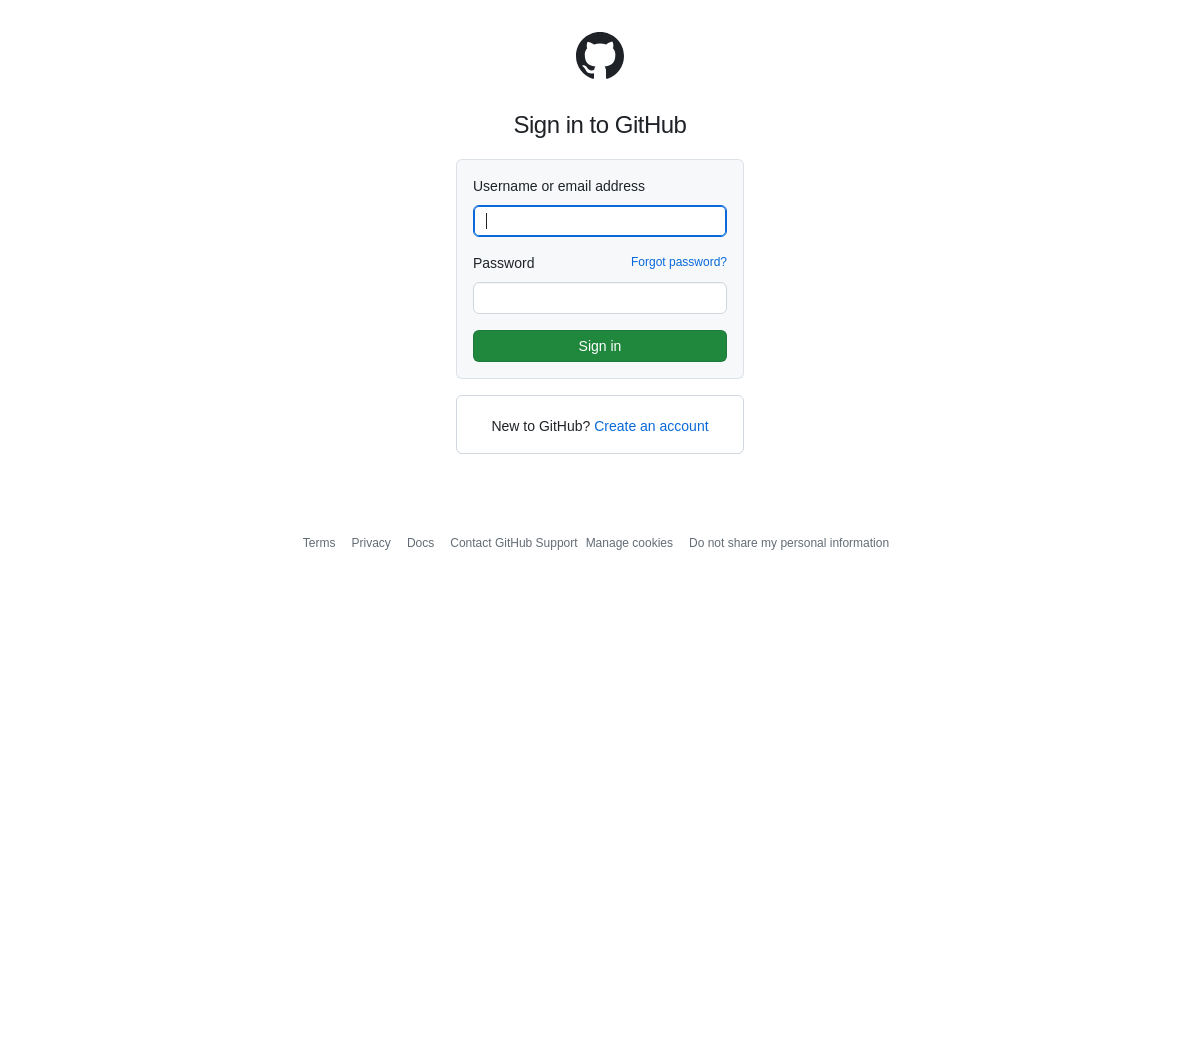 Sign in to GitHub
Username or email address
Password Forgot password?
Sign in
New to GitHub? Create an account
Terms Privacy Docs Contact GitHub Support Manage cookies Do not share my personal information